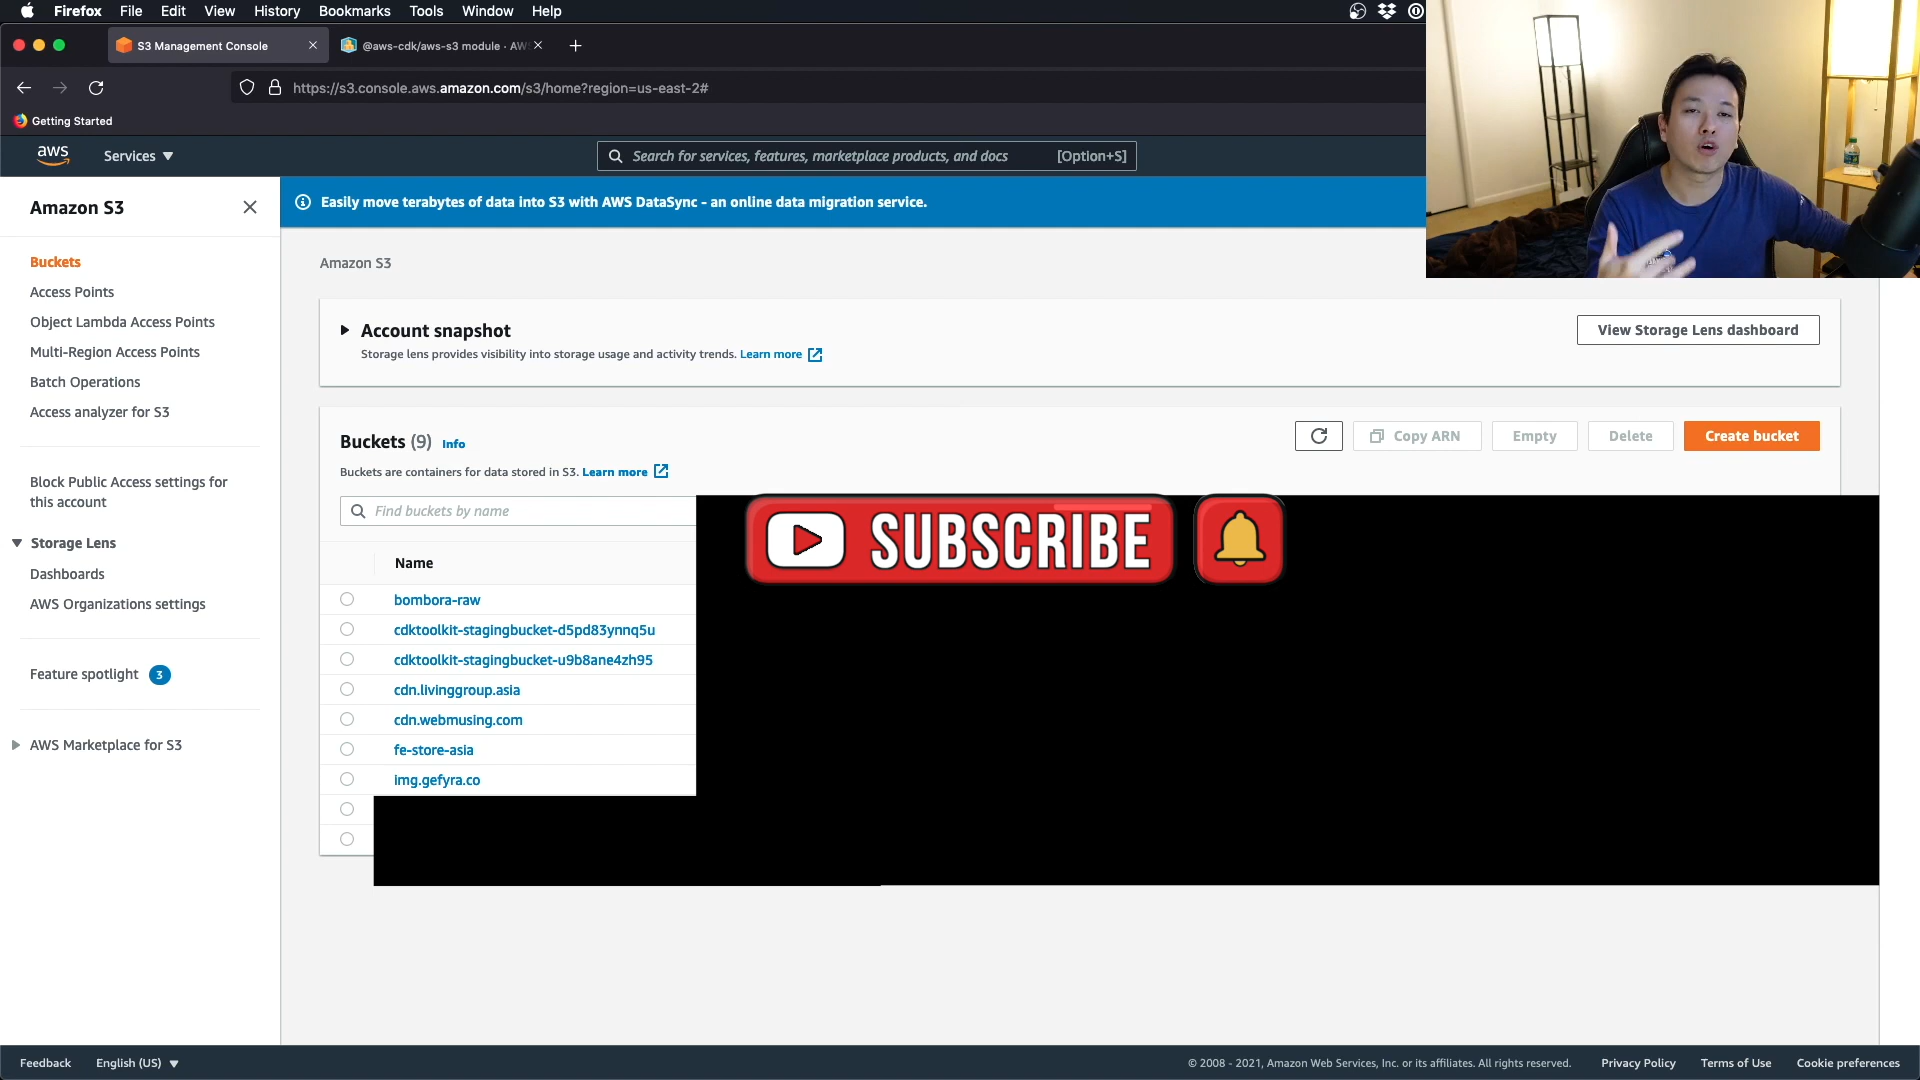 Firefox File Edit View History Bookmarks Tools Window Help
S3 Management Console
@aws-cdk/aws-s3 module · AW
https://s3.console.aws.amazon.com/s3/home?region=us-east-2#
Getting Started
aws
Services
Search for services, features, marketplace products, and docs [Option+S]
Amazon S3
Easily move terabytes of data into S3 with AWS DataSync - an online data migration service.
Buckets
Access Points
Object Lambda Access Points
Multi-Region Access Points
Batch Operations
Access analyzer for S3
Block Public Access settings for
this account
Storage Lens
Dashboards
AWS Organizations settings
Feature spotlight 3
AWS Marketplace for S3
Amazon S3
Account snapshot
Storage lens provides visibility into storage usage and activity trends. Learn more
View Storage Lens dashboard
Buckets (9) Info
Buckets are containers for data stored in S3. Learn more
Copy ARN
Empty
Delete
Create bucket
Find buckets by name
SUBSCRIBE
Name
bombora-raw
cdktoolkit-stagingbucket-d5pd83ynnq5u
cdktoolkit-stagingbucket-u9b8ane4zh95
cdn.livinggroup.asia
cdn.webmusing.com
fe-store-asia
img.gefyra.co
Feedback English (US)
© 2008 - 2021, Amazon Web Services, Inc. or its affiliates. All rights reserved. Privacy Policy Terms of Use Cookie preferences